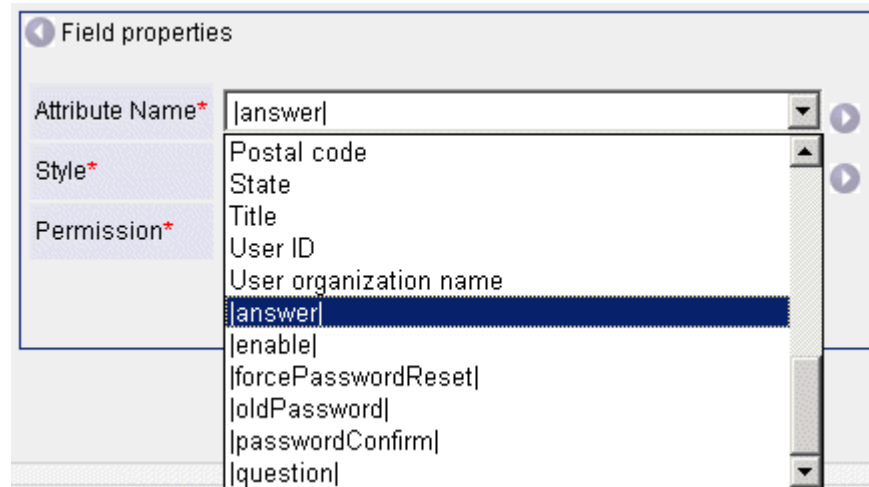 Field properties
Attribute Name* |answer|
Postal code
Style*
State
Title
Permission*
User ID
User organization name
|answer|
|enable|
|forcePasswordReset|
|oldPassword|
|passwordConfirm|
|question|